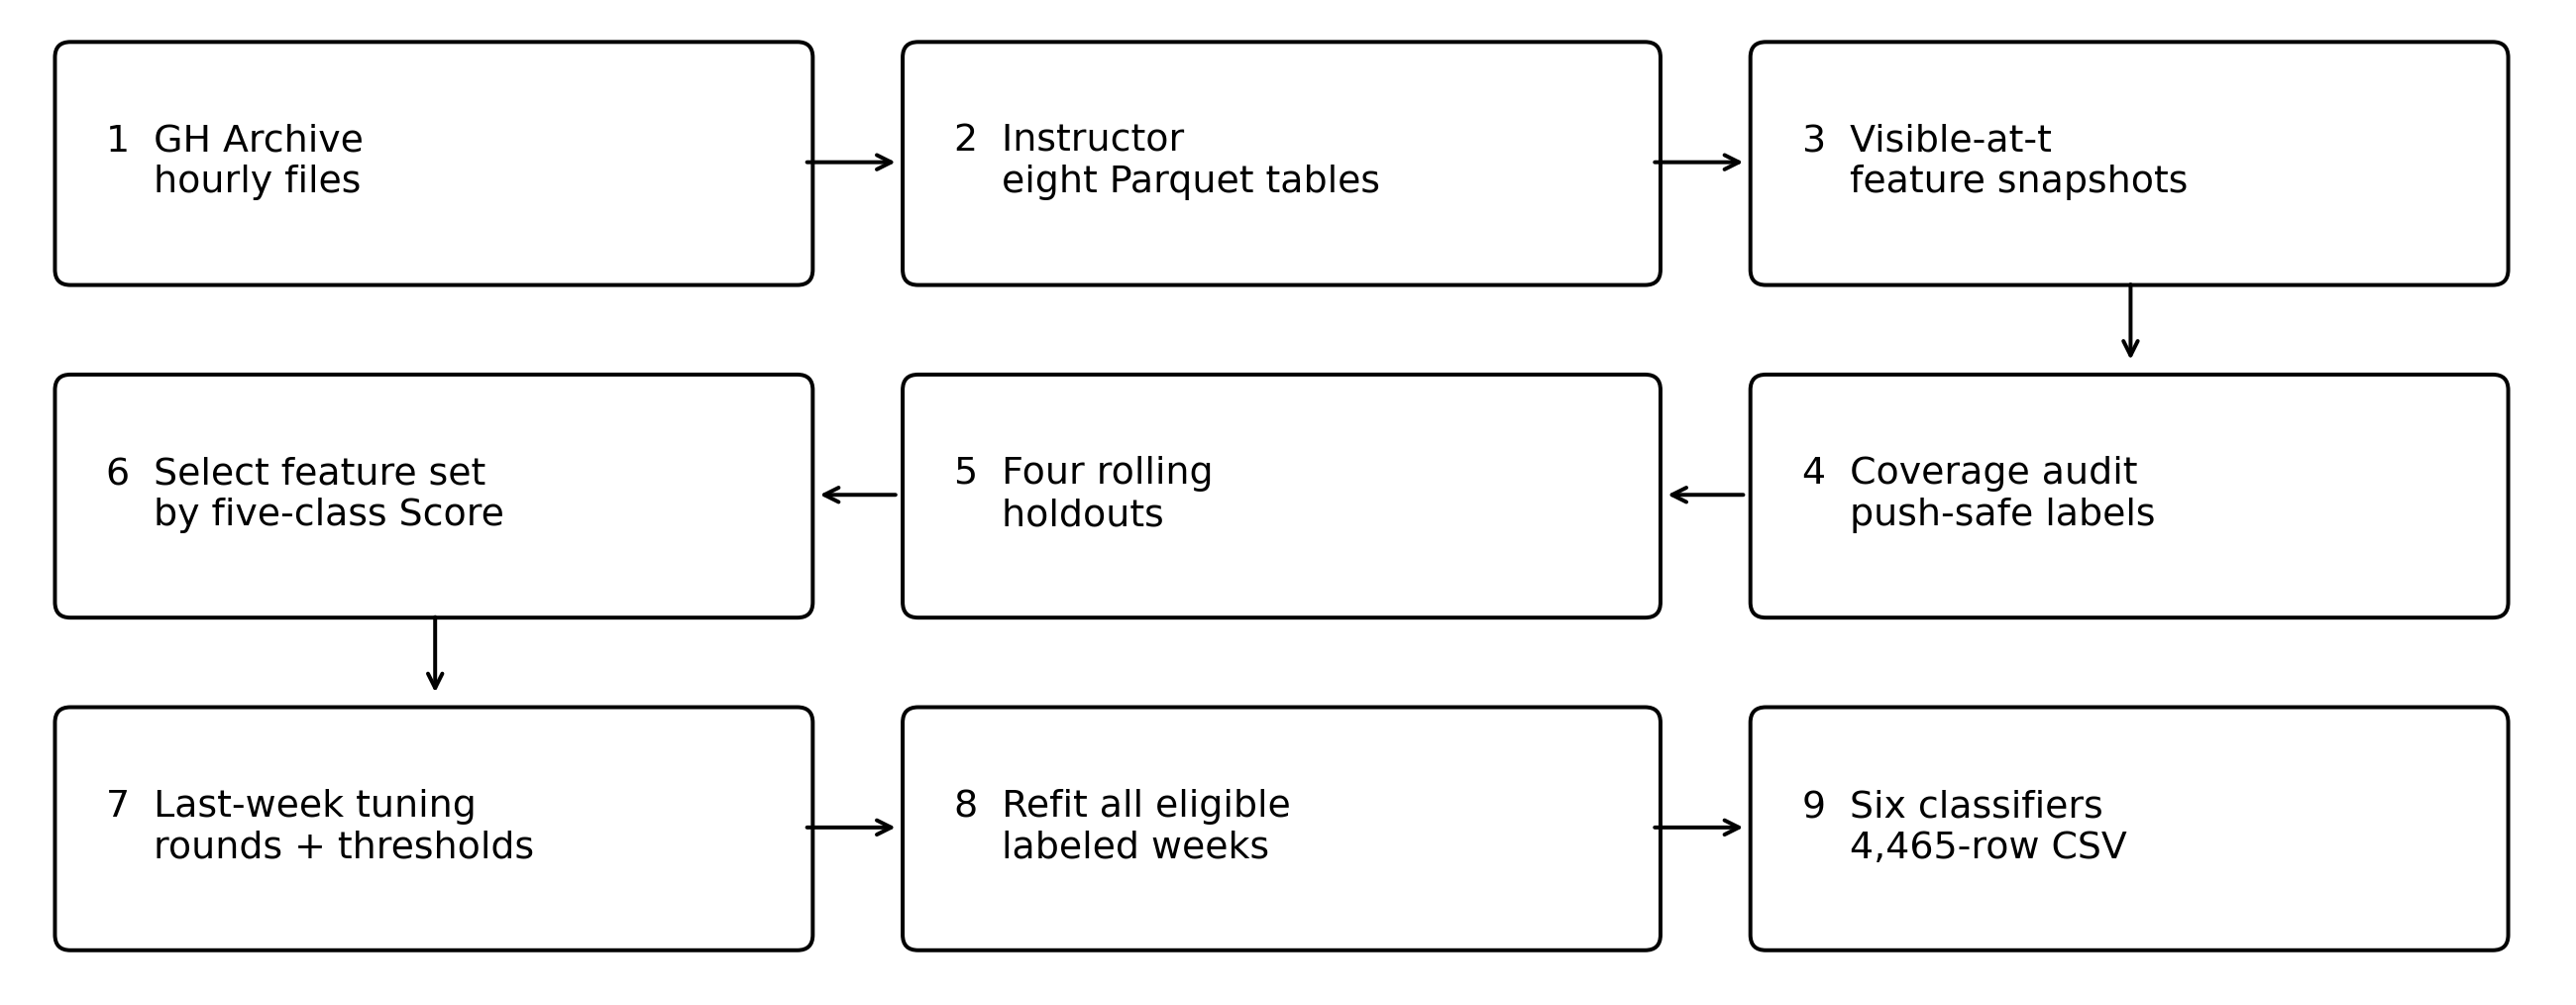 1 GH Archive
hourly files
2 Instructor
eight Parquet tables
3 Visible-at-t
feature snapshots
4 Coverage audit
push-safe labels
5 Four rolling
holdouts
6 Select feature set
by five-class Score
7 Last-week tuning
rounds + thresholds
8 Refit all eligible
labeled weeks
9 Six classifiers
4,465-row CSV